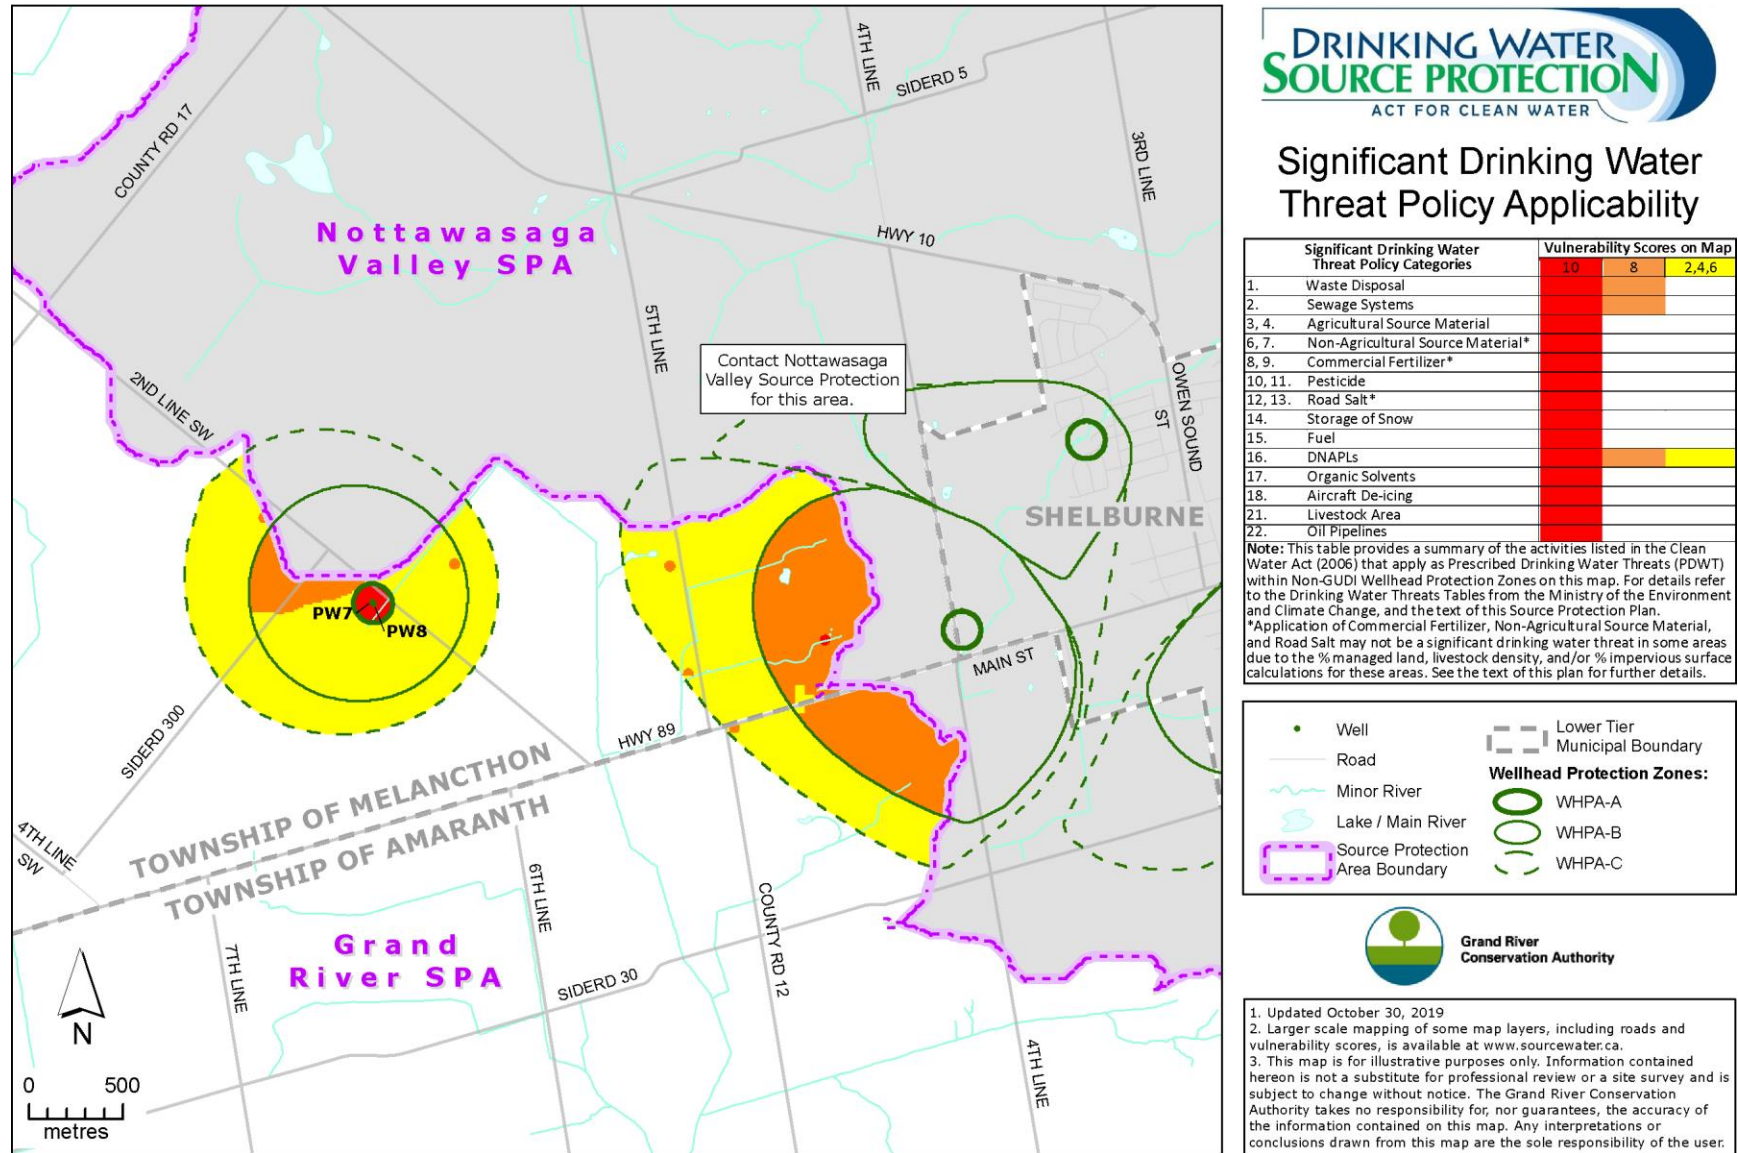 COUNTY RD 17
4TH LINE
SIDERD 5
3RD LINE
Nottawasaga
Valley SPA
HWY 10
5TH LINE
Contact Nottawasaga
Valley Source Protection
for this area.
2ND LINE SW
OWEN SOUND
ST
SHELBURNE
PW7
PW8
MAIN ST
SIDERD 300
HWY 89
TOWNSHIP OF MELANCTHON
TOWNSHIP OF AMARANTH
4TH LINE
SW
6TH LINE
COUNTY RD 12
Grand
River SPA
7TH LINE
SIDERD 30
4TH LINE
N
0 500
metres
DRINKING WATER
SOURCE PROTECTION
ACT FOR CLEAN WATER
Significant Drinking Water
Threat Policy Applicability
Significant Drinking Water
Threat Policy Categories
Vulnerability Scores on Map
10 8 2,4,6
1. Waste Disposal
2. Sewage Systems
3, 4. Agricultural Source Material
6, 7. Non-Agricultural Source Material*
8, 9. Commercial Fertilizer*
10, 11. Pesticide
12, 13. Road Salt*
14. Storage of Snow
15. Fuel
16. DNAPLs
17. Organic Solvents
18. Aircraft De-icing
21. Livestock Area
22. Oil Pipelines
Note: This table provides a summary of the activities listed in the Clean
Water Act (2006) that apply as Prescribed Drinking Water Threats (PDWT)
within Non-GUDI Wellhead Protection Zones on this map. For details refer
to the Drinking Water Threats Tables from the Ministry of the Environment
and Climate Change, and the text of this Source Protection Plan.
*Application of Commercial Fertilizer, Non-Agricultural Source Material,
and Road Salt may not be a significant drinking water threat in some areas
due to the % managed land, livestock density, and/or % impervious surface
calculations for these areas. See the text of this plan for further details.
Well
Road
Minor River
Lake / Main River
Source Protection
Area Boundary
Lower Tier
Municipal Boundary
Wellhead Protection Zones:
WHPA-A
WHPA-B
WHPA-C
Grand River
Conservation Authority
1. Updated October 30, 2019
2. Larger scale mapping of some map layers, including roads and
vulnerability scores, is available at www.sourcewater.ca.
3. This map is for illustrative purposes only. Information contained
hereon is not a substitute for professional review or a site survey and is
subject to change without notice. The Grand River Conservation
Authority takes no responsibility for, nor guarantees, the accuracy of
the information contained on this map. Any interpretations or
conclusions drawn from this map are the sole responsibility of the user.